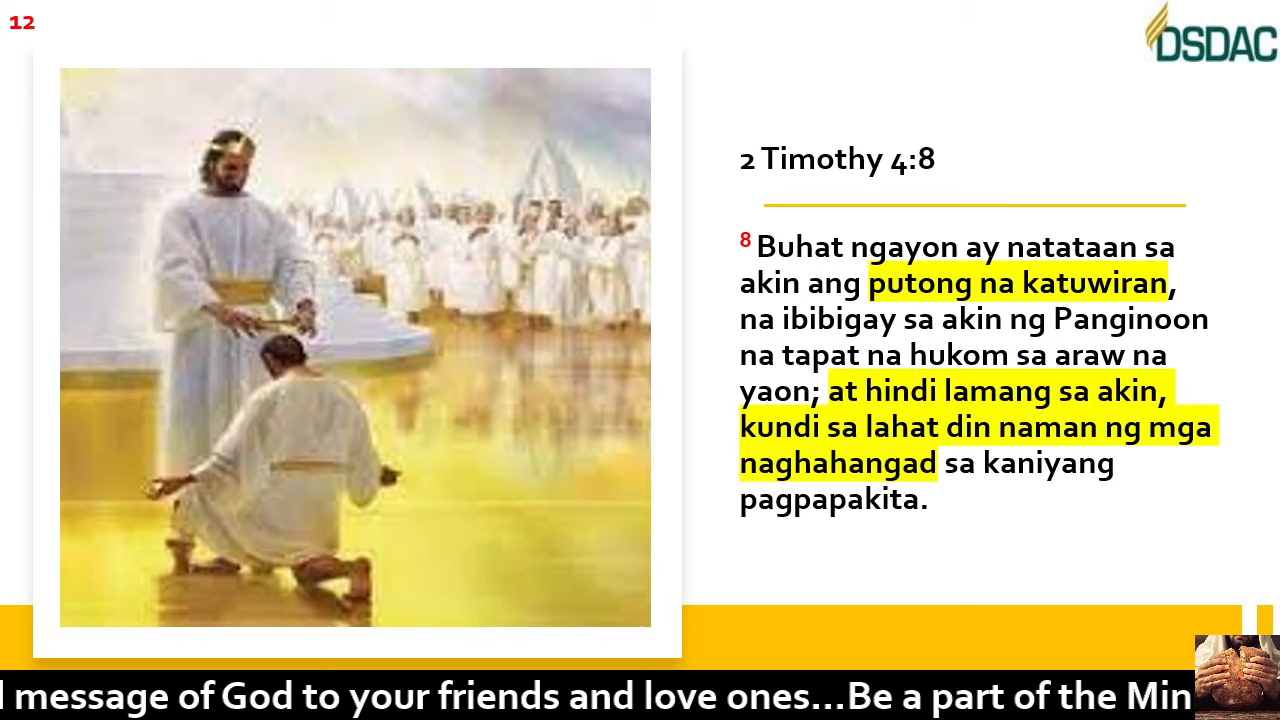 12
DSDAC
2 Timothy 4:8
8 Buhat ngayon ay natataan sa
akin ang putong na katuwiran,
na ibibigay sa akin ng Panginoon
na tapat na hukom sa araw na
yaon; at hindi lamang sa akin,
kundi sa lahat din naman ng mga
naghahangad sa kaniyang
pagpapakita.
message of God to your friends and love ones...Be a part of the Min